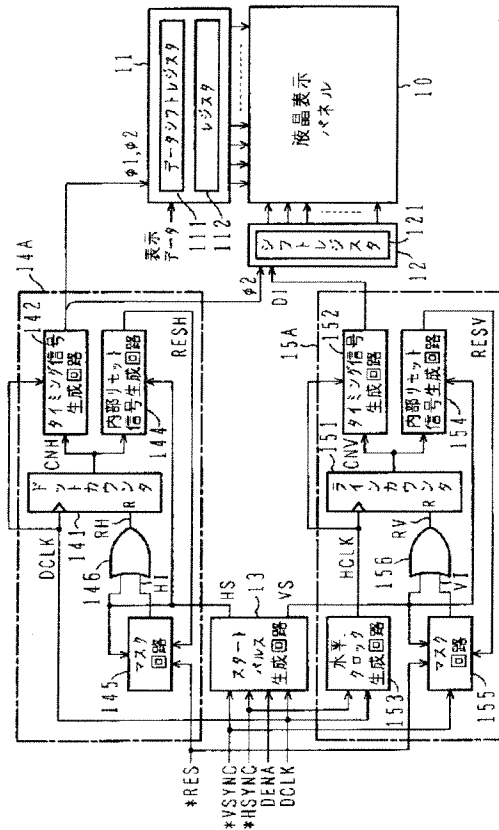 14A
142
タイミング信号
生成回路
内部リセット
信号生成回路
144
RESH
CNH
ドットカウンタ
141
R
DCLK
RH
146
HI
マスク
回路
145
φ1,φ2
11
データシフトレジスタ
レジスタ
表示
データ
111
112
液晶表示
パネル
10
シフトレジスタ
121
12
φ2
DI
*RES
*VSYNC
*HSYNC
DENA
DCLK
スタート
パルス
生成回路
13
HS
VS
15A
152
タイミング信号
生成回路
内部リセット
信号生成回路
154
RESV
CNV
151
ラインカウンタ
R
HCLK
RV
156
VI
水平
クロック
生成回路
153
マスク
回路
155